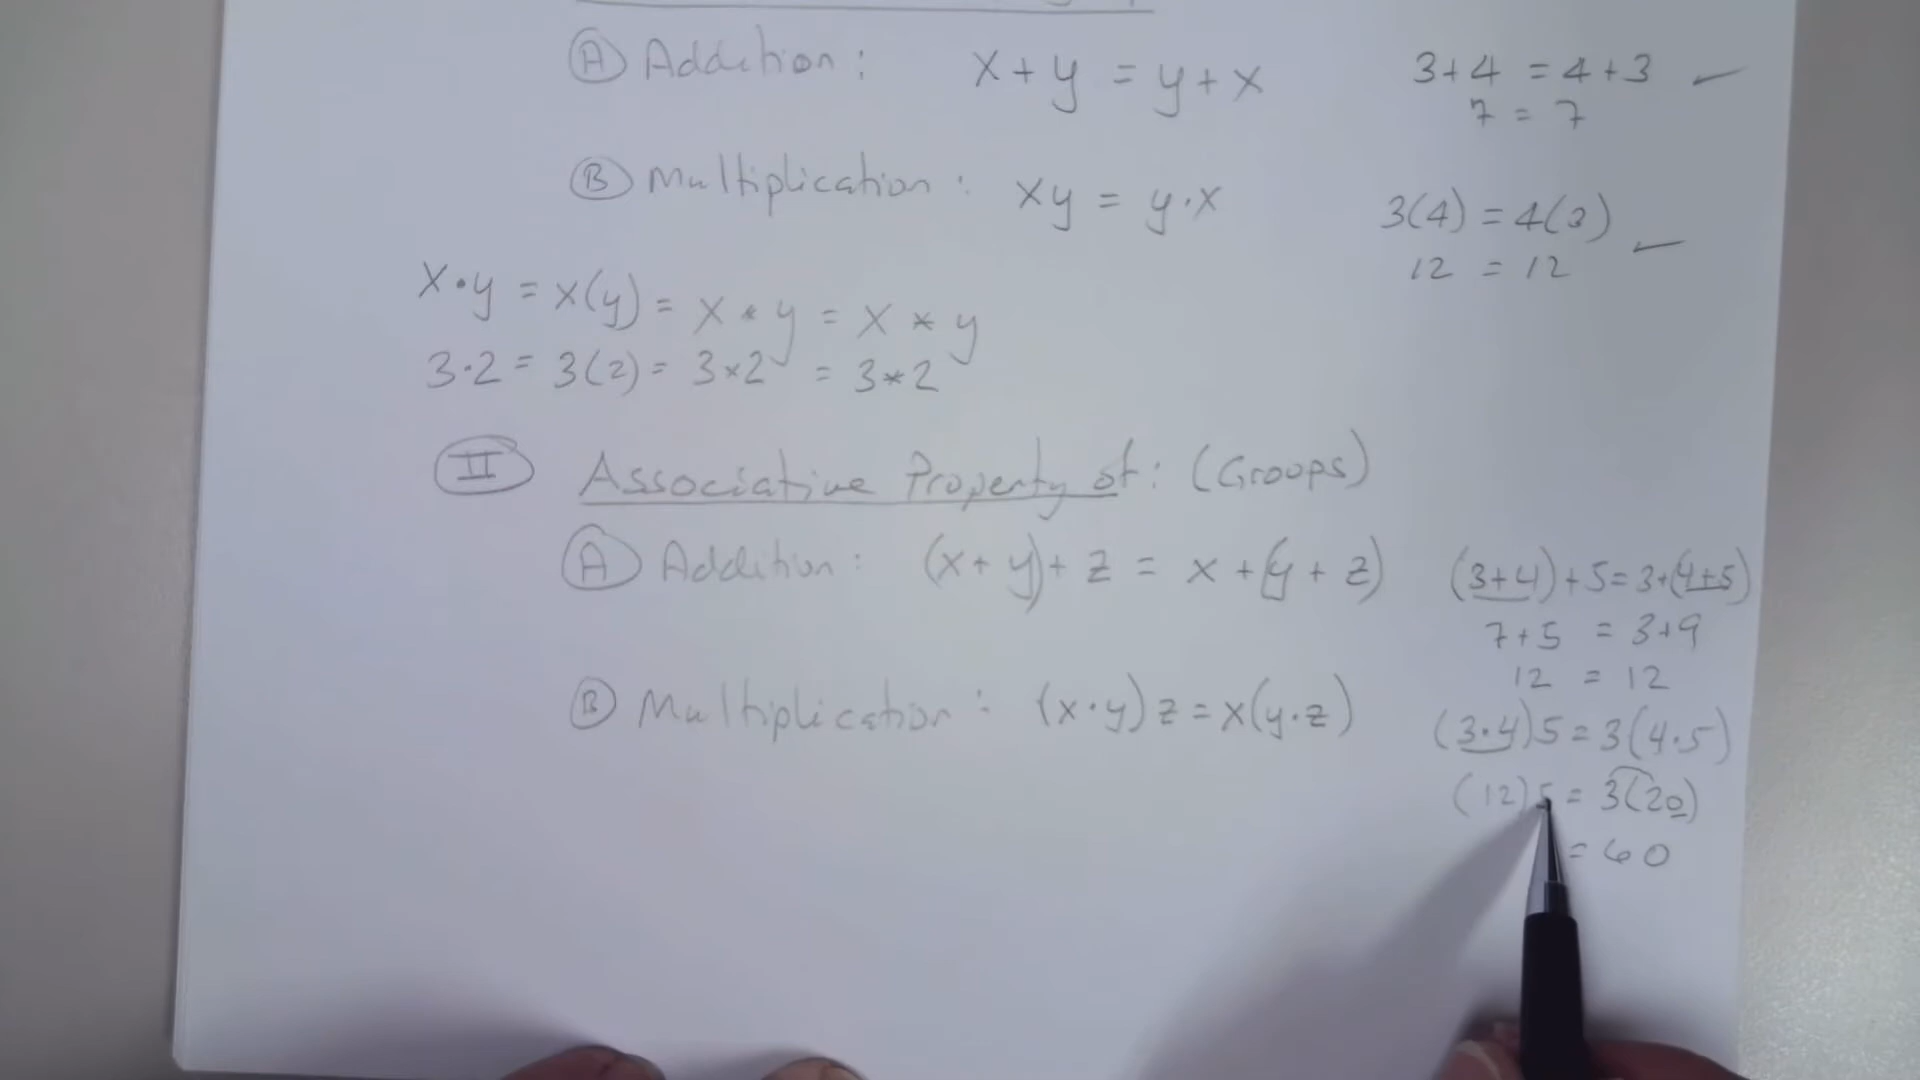 Ⓐ Addition: x + y = y + x 3+4 = 4+3
7 = 7
Ⓑ Multiplication: xy = y·x 3(4) = 4(3)
12 = 12
x·y = x(y) = x × y = x * y
3·2 = 3(2) = 3×2 = 3*2
II Associative Property of: (Groups)
Ⓐ Addition: (x + y) + z = x + (y + z) (3+4)+5=3+(4+5)
7+5 = 3+9
12 = 12
Ⓑ Multiplication: (x·y)z=x(y·z) (3·4)5=3(4·5)
(12)5= 3(20)
= 60